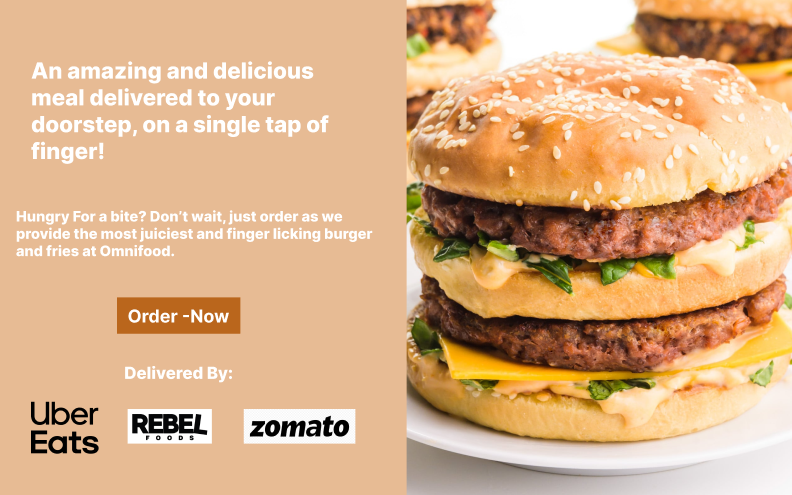 An amazing and delicious
meal delivered to your
doorstep, on a single tap of
finger!
Hungry For a bite? Don't wait, just order as we
provide the most juiciest and finger licking burger
and fries at Omnifood.
Order -Now
Delivered By:
Uber
Eats
REBEL
FOODS
zomato